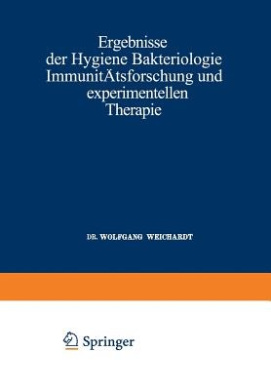 Ergebnisse
der Hygiene Bakteriologie
ImmunitÄtsforschung und
experimentellen
Therapie
DR. WOLFGANG WEICHARDT
Springer